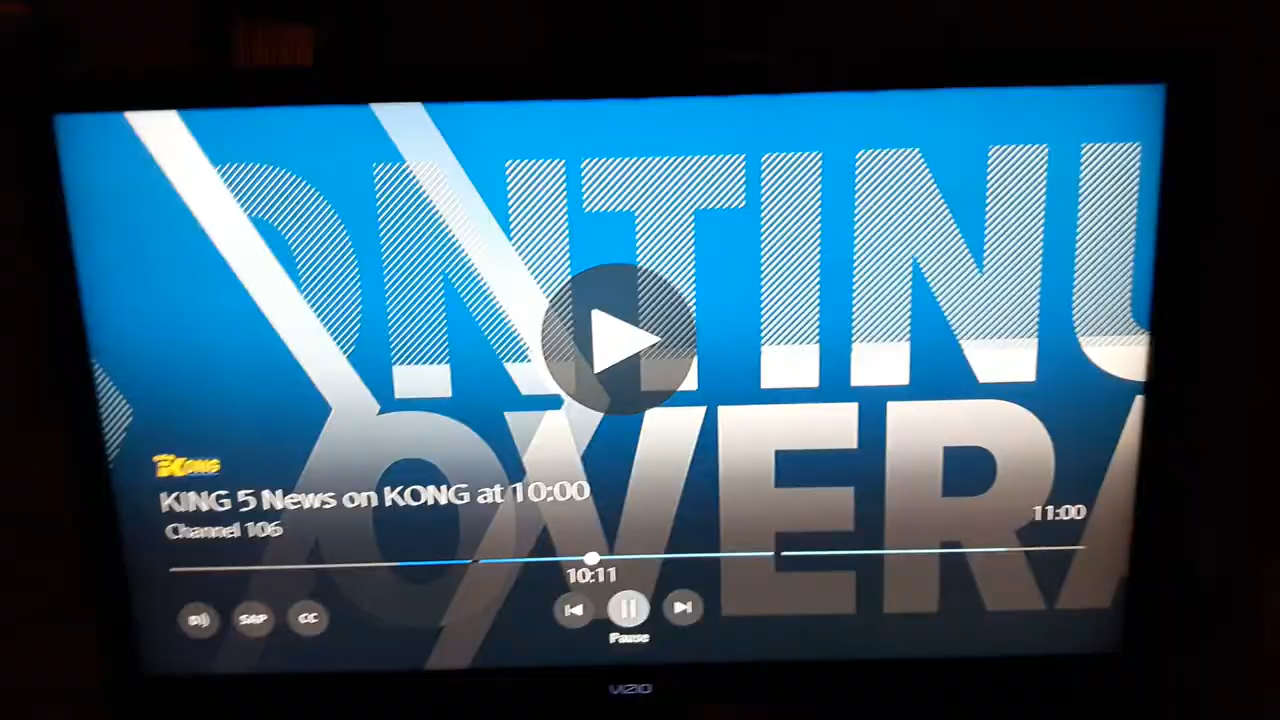 ONTINU
OVERA
KONG
KING 5 News on KONG at 10:00
Channel 106
11:00
10:11
SAP
CC
Pause
VIZIO